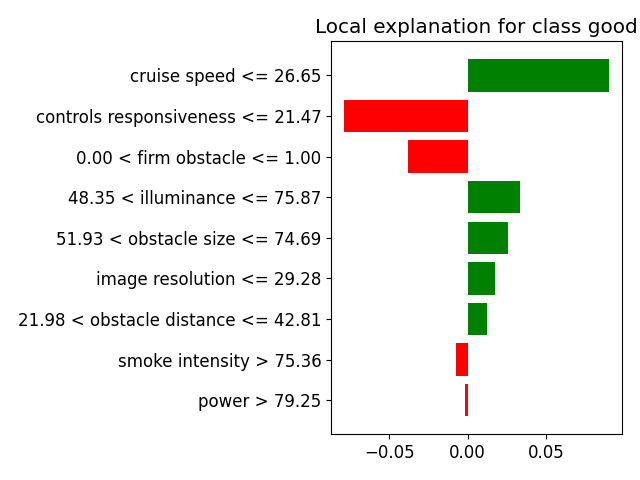 Local explanation for class good
cruise speed <= 26.65
controls responsiveness <= 21.47
0.00 < firm obstacle <= 1.00
48.35 < illuminance <= 75.87
51.93 < obstacle size <= 74.69
image resolution <= 29.28
21.98 < obstacle distance <= 42.81
smoke intensity > 75.36
power > 79.25
−0.05 0.00 0.05